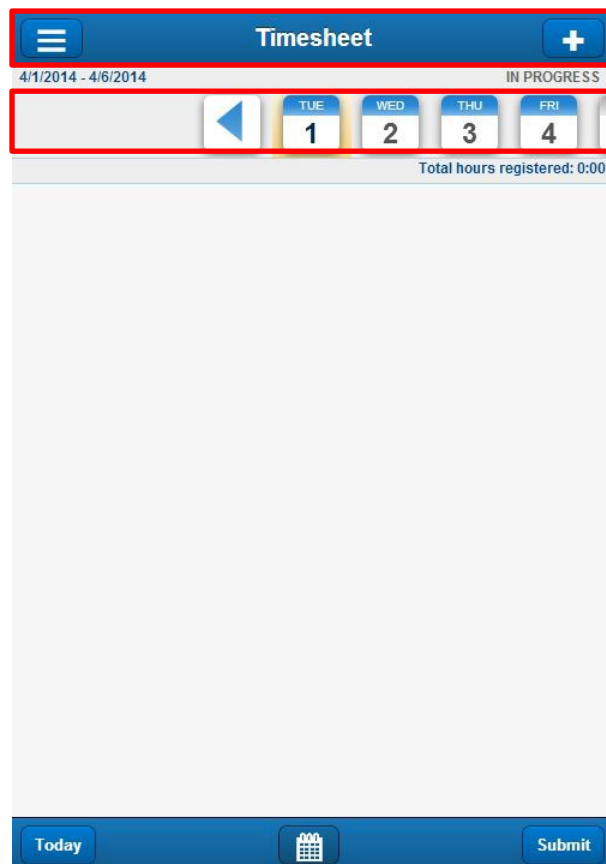 Timesheet
4/1/2014 - 4/6/2014 IN PROGRESS
TUE WED THU FRI
1 2 3 4
Total hours registered: 0:00
Today Submit